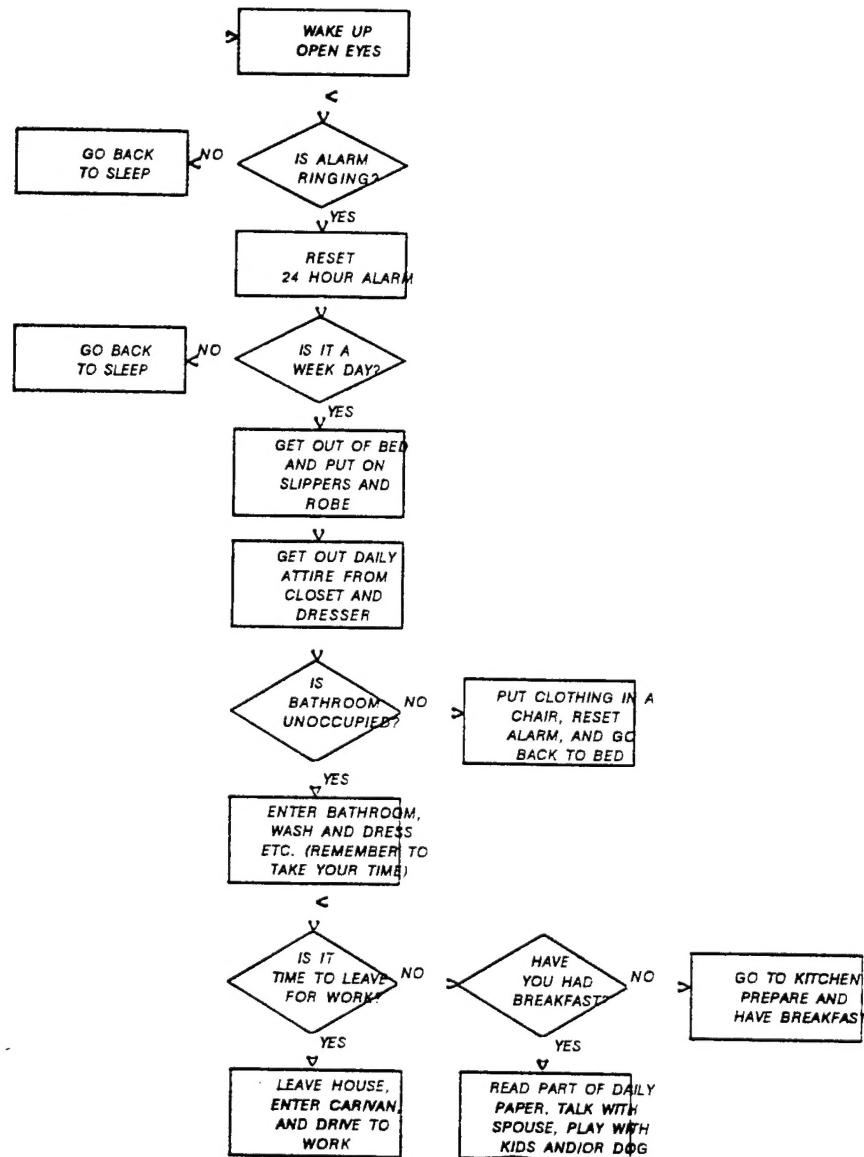 WAKE UP
OPEN EYES
IS ALARM
RINGING?
NO
GO BACK
TO SLEEP
YES
RESET
24 HOUR ALARM
IS IT A
WEEK DAY?
NO
GO BACK
TO SLEEP
YES
GET OUT OF BED
AND PUT ON
SLIPPERS AND
ROBE
GET OUT DAILY
ATTIRE FROM
CLOSET AND
DRESSER
IS
BATHROOM
UNOCCUPIED?
NO
PUT CLOTHING IN A
CHAIR, RESET
ALARM, AND GO
BACK TO BED
YES
ENTER BATHROOM,
WASH AND DRESS
ETC. (REMEMBER TO
TAKE YOUR TIME)
IS IT
TIME TO LEAVE
FOR WORK?
NO
HAVE
YOU HAD
BREAKFAST?
NO
GO TO KITCHEN
PREPARE AND
HAVE BREAKFAST
YES
LEAVE HOUSE,
ENTER CARIVAN,
AND DRIVE TO
WORK
YES
READ PART OF DAILY
PAPER, TALK WITH
SPOUSE, PLAY WITH
KIDS AND/OR DOG